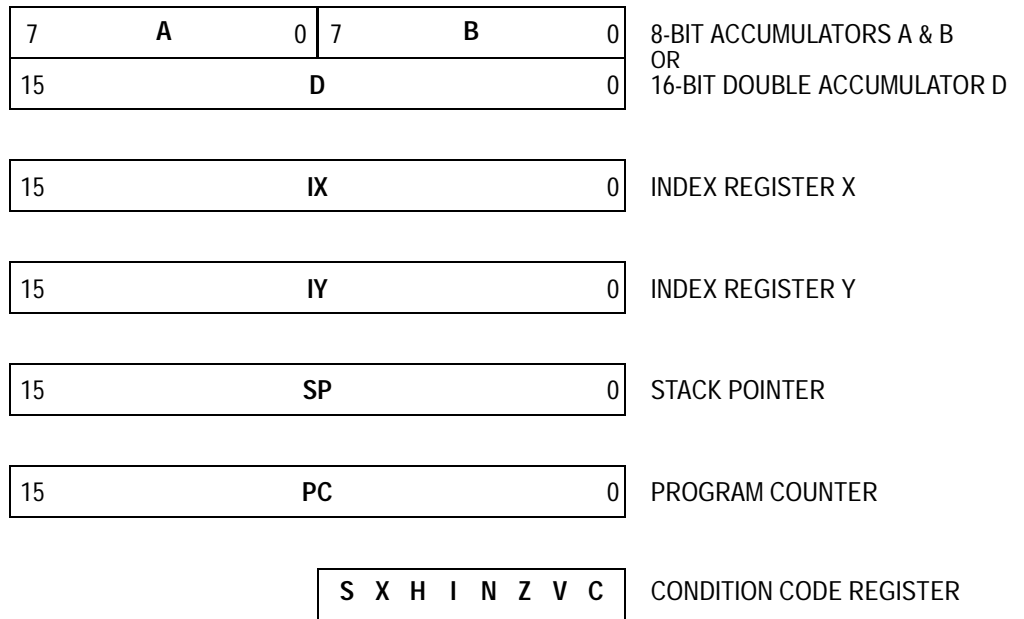 7 A 0 7 B 0 8-BIT ACCUMULATORS A & B
OR
15 D 0 16-BIT DOUBLE ACCUMULATOR D
15 IX 0 INDEX REGISTER X
15 IY 0 INDEX REGISTER Y
15 SP 0 STACK POINTER
15 PC 0 PROGRAM COUNTER
S X H I N Z V C CONDITION CODE REGISTER